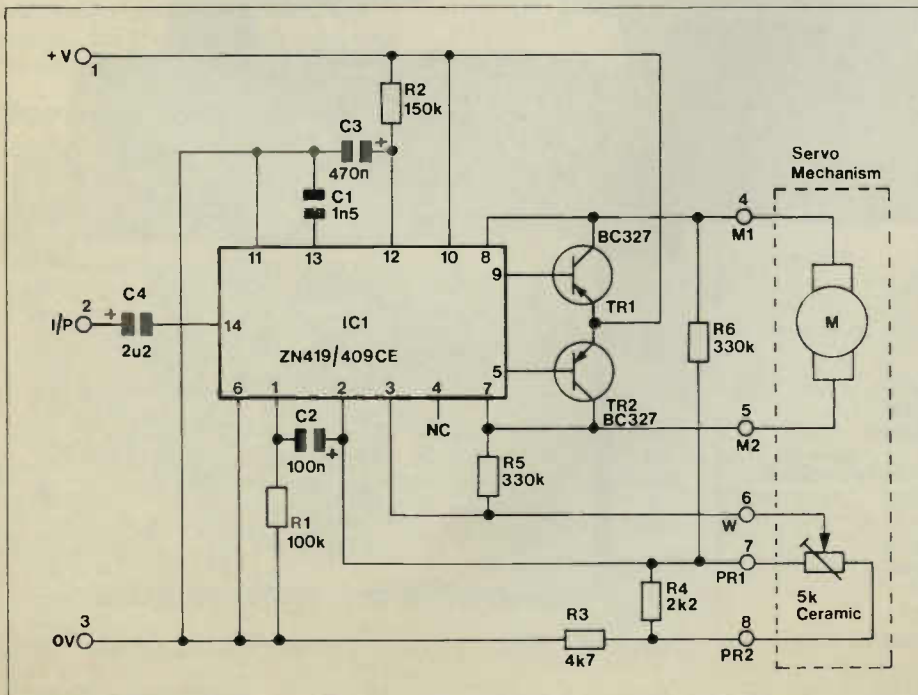 +V
1
R2
150k
C3
+
470n
Servo
Mechanism
C1
1n5
4
M1
BC327
11
13
12
10
8
9
2
I/P
+
C4
2u2
14
IC1
ZN419/409CE
TR1
R6
330k
M
5
6
1
2
3
4
7
NC
TR2
BC327
5
M2
C2
100n
+
R5
330k
R1
100k
6
W
7
PR1
R4
2k2
5k
Ceramic
3
0V
R3
4k7
8
PR2